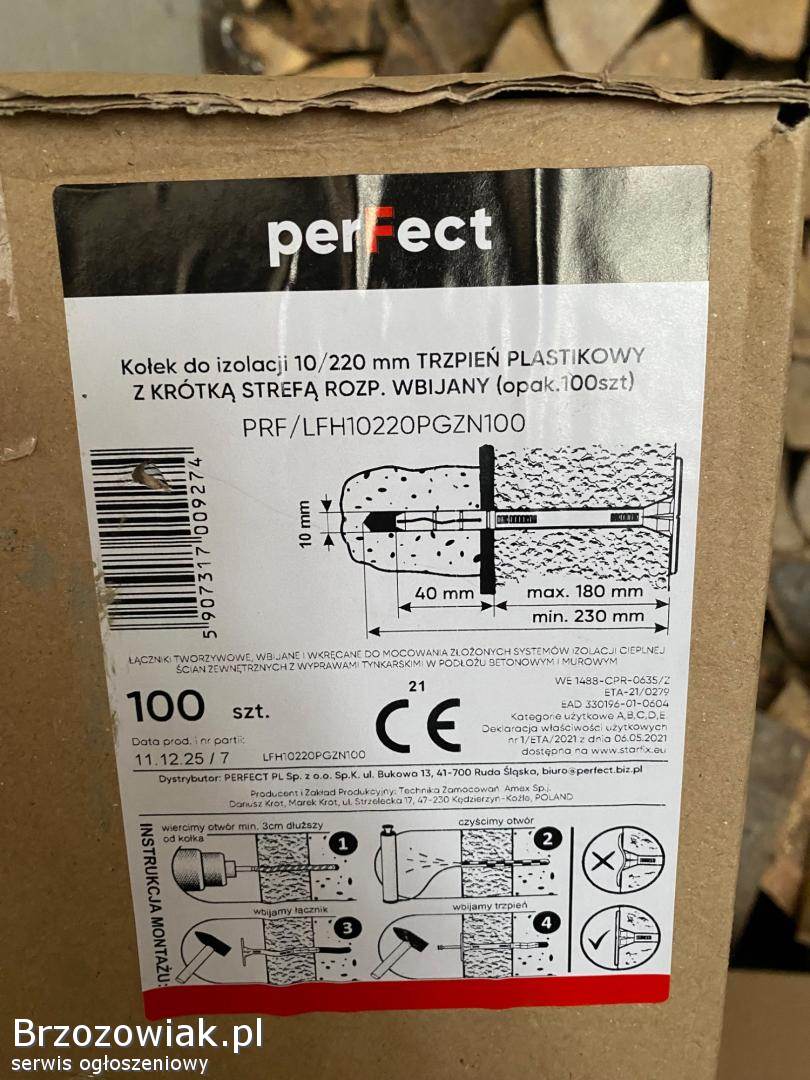 perFect
Kołek do izolacji 10/220 mm TRZPIEŃ PLASTIKOWY
Z KRÓTKĄ STREFĄ ROZP. WBIJANY (opak.100szt)
PRF/LFH10220PGZN100
5 907317 009274
10 mm
40 mm
max. 180 mm
min. 230 mm
ŁĄCZNIKI TWORZYWOWE, WBIJANE I WKRĘCANE DO MOCOWANIA ZŁOŻONYCH SYSTEMÓW IZOLACJI CIEPLNEJ
ŚCIAN ZEWNĘTRZNYCH Z WYPRAWAMI TYNKARSKIMI W PODŁOŻU BETONOWYM I MUROWYM
100 szt.
Data prod. i nr partii:
11.12.25 / 7
LFH10220PGZN100
21
CE
WE 1488-CPR-0635/Z
ETA-21/0279
EAD 330196-01-0604
Kategorie użytkowe A,B,C,D,E.
Deklaracja właściwości użytkowych
nr 1/ETA/2021 z dnia 06.05.2021
dostępna na www.starfix.eu
Dystrybutor: PERFECT PL Sp. z o.o. Sp.K. ul. Bukowa 13, 41-700 Ruda Śląska, biuro@perfect.biz.pl
Producent i Zakład Produkcyjny: Technika Zamocowań Amex Sp.j.
Dariusz Krot, Marek Krot, ul. Strzelecka 17, 47-230 Kędzierzyn-Koźle, POLAND
INSTRUKCJA MONTAŻU:
wiercimy otwór min. 3cm dłuższy
od kołka
1
czyścimy otwór
2
wbijamy łącznik
3
wbijamy trzpień
4
Brzozowiak.pl
serwis ogłoszeniowy